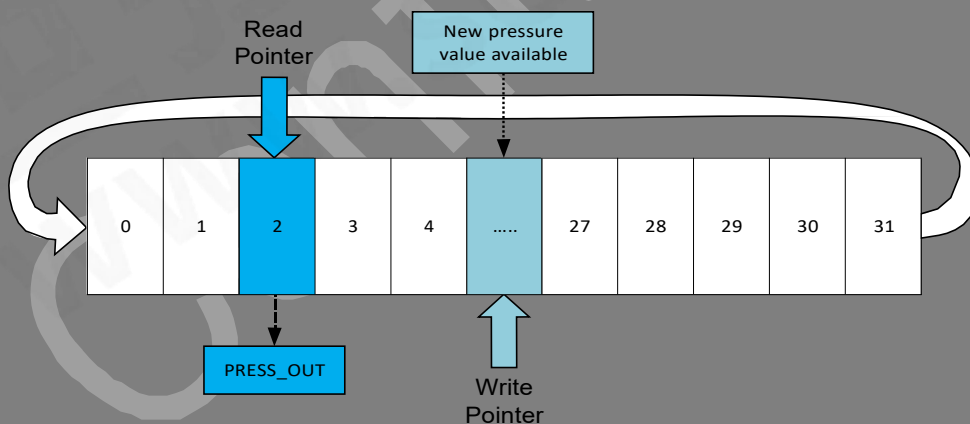 Read
Pointer
New pressure
value available
0 1 2 3 4 ..... 27 28 29 30 31
PRESS_OUT
Write
Pointer